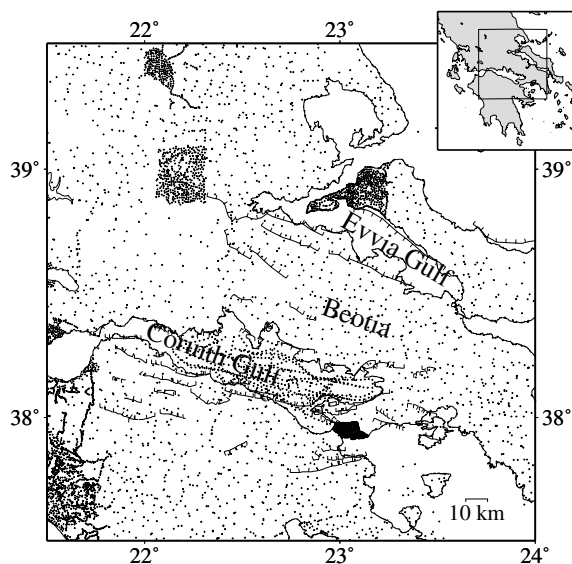 22° 23°
39° 39°
Evvia Gulf
Beotia
Corinth Gulf
38° 38°
10 km
22° 23° 24°